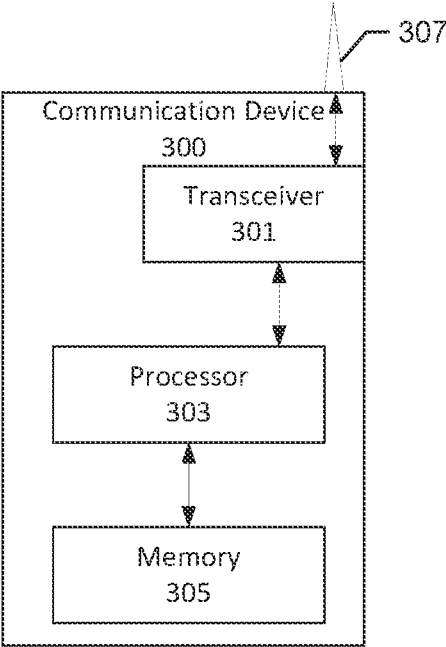 307
Communication Device
300
Transceiver
301
Processor
303
Memory
305